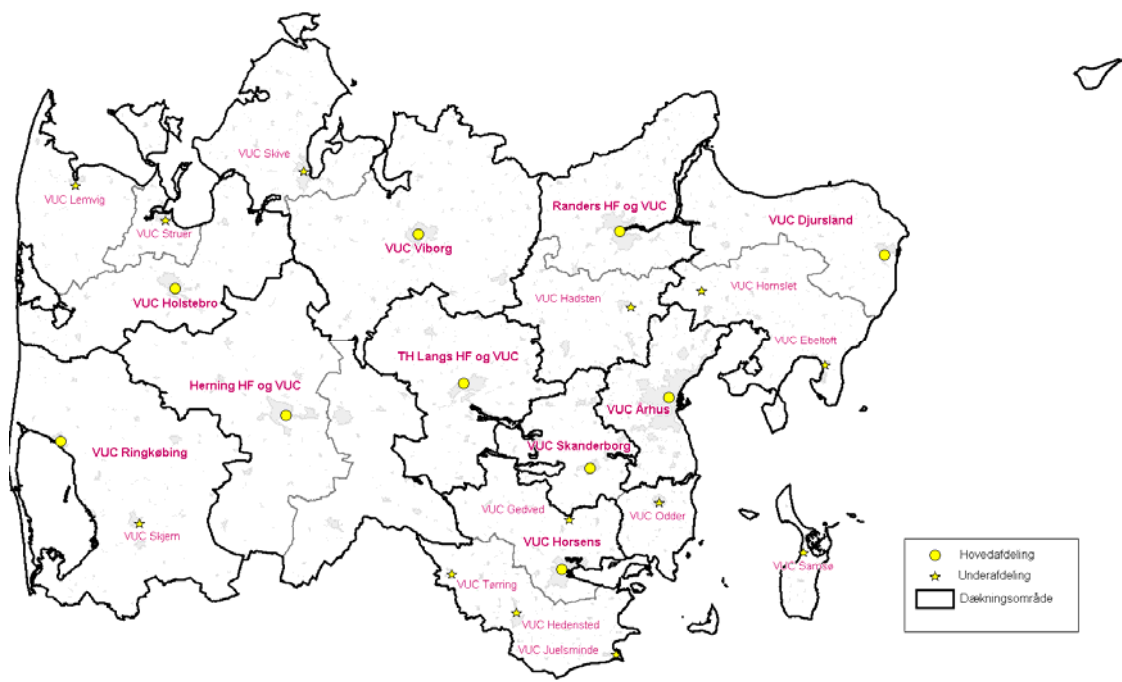 VUC Skive
VUC Lemvig
Randers HF og VUC
VUC Djursland
VUC Struer
VUC Viborg
VUC Hornslet
VUC Hadsten
VUC Holstebro
VUC Ebeltoft
TH Langs HF og VUC
Herning HF og VUC
VUC Århus
VUC Skanderborg
VUC Ringkøbing
VUC Gedved
VUC Odder
VUC Skjern
VUC Horsens
VUC Samsø
VUC Tørring
VUC Hedensted
VUC Juelsminde
Hovedafdeling
Underafdeling
Dækningsområde